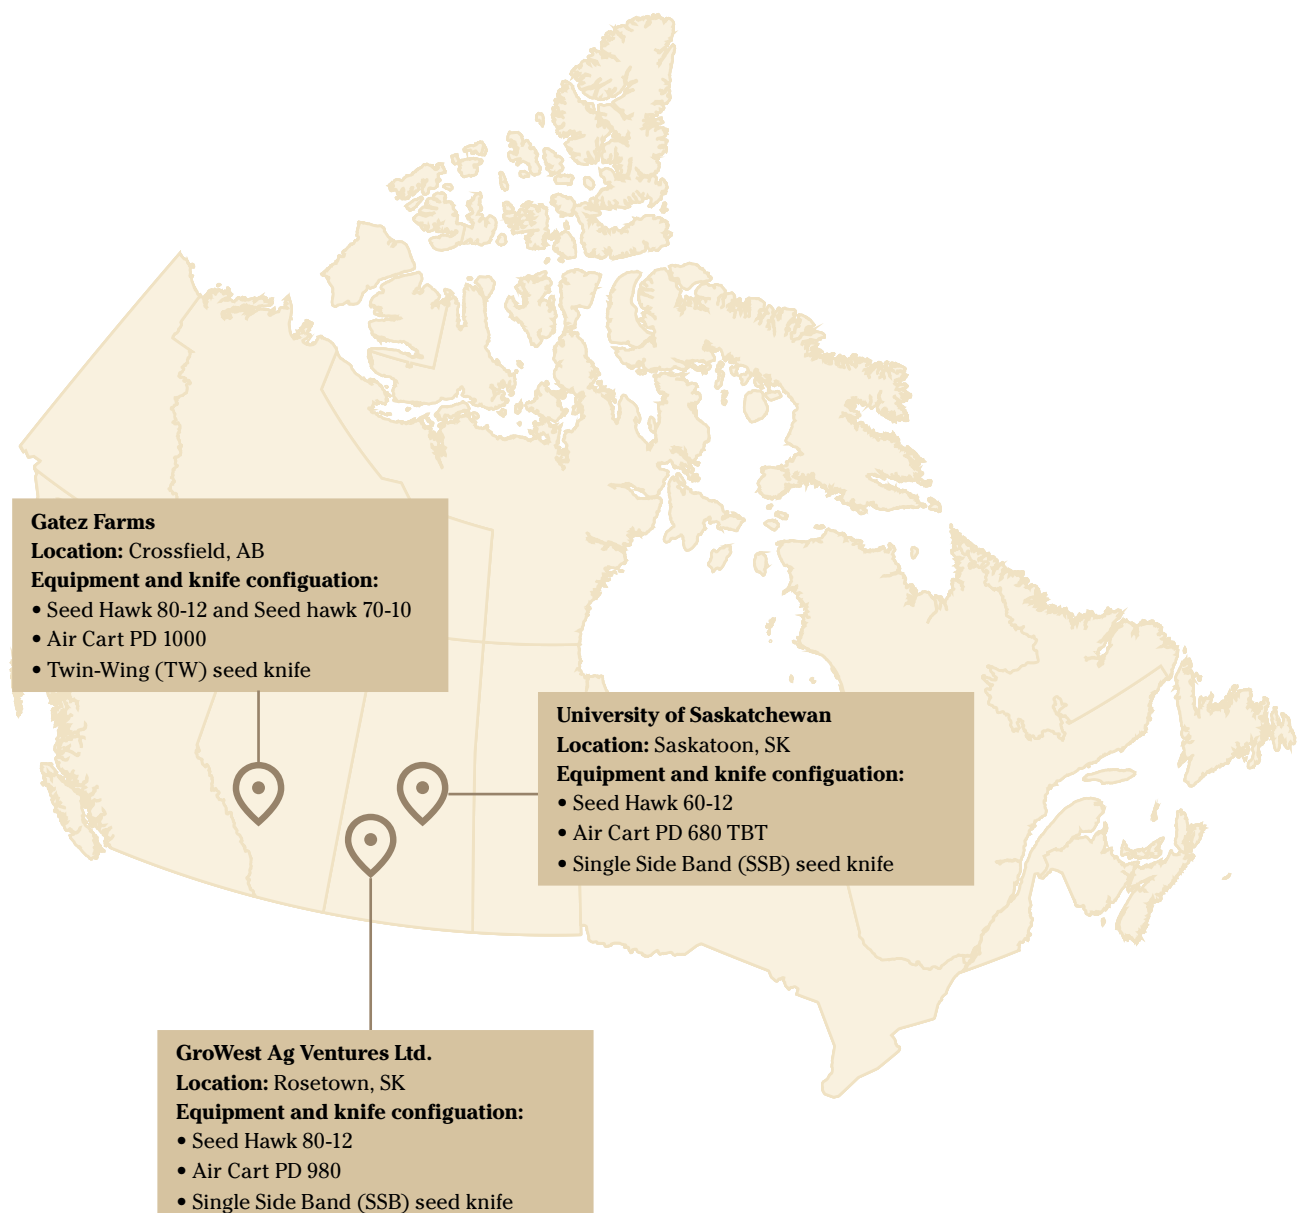 Gatez Farms
Location: Crossfield, AB
Equipment and knife configuation:
• Seed Hawk 80-12 and Seed hawk 70-10
• Air Cart PD 1000
• Twin-Wing (TW) seed knife
University of Saskatchewan
Location: Saskatoon, SK
Equipment and knife configuation:
• Seed Hawk 60-12
• Air Cart PD 680 TBT
• Single Side Band (SSB) seed knife
GroWest Ag Ventures Ltd.
Location: Rosetown, SK
Equipment and knife configuation:
• Seed Hawk 80-12
• Air Cart PD 980
• Single Side Band (SSB) seed knife